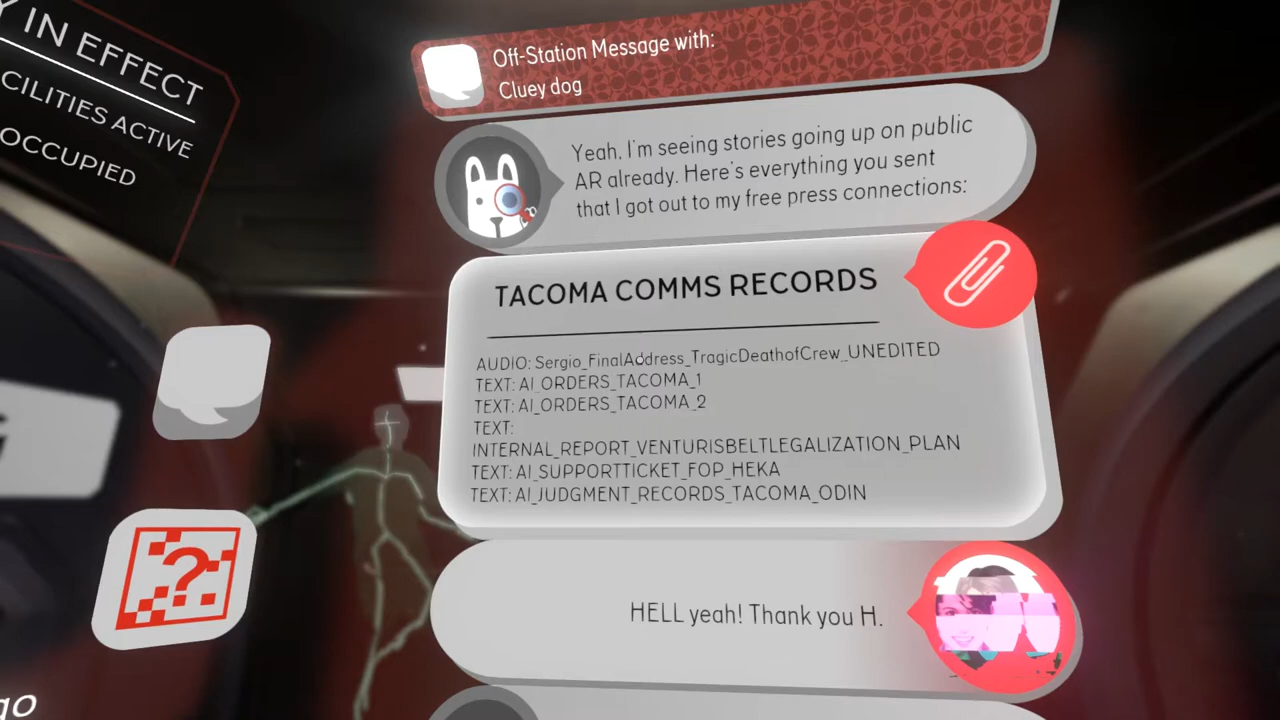 Y IN EFFECT
CILITIES ACTIVE
OCCUPIED
Off-Station Message with:
Cluey dog
Yeah, I'm seeing stories going up on public
AR already. Here's everything you sent
that I got out to my free press connections:
TACOMA COMMS RECORDS
AUDIO: Sergio_FinalAddress_TragicDeathofCrew_UNEDITED
TEXT: AI_ORDERS_TACOMA_1
TEXT: AI_ORDERS_TACOMA_2
TEXT:
INTERNAL_REPORT_VENTURISBELTLEGALIZATION_PLAN
TEXT: AI_SUPPORTTICKET_FOP_HEKA
TEXT: AI_JUDGMENT_RECORDS_TACOMA_ODIN
?
HELL yeah! Thank you H.
go